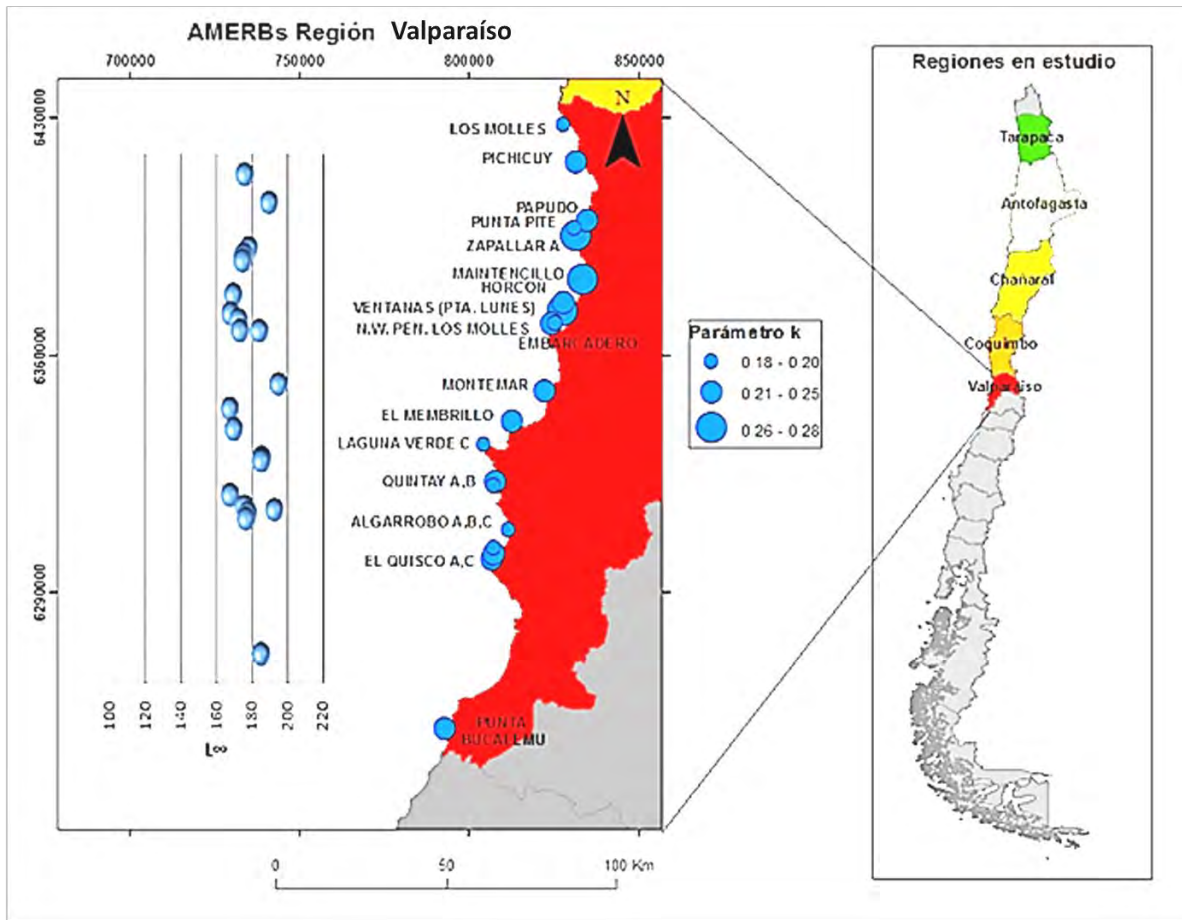 AMERBs Región Valparaíso
700000 750000 800000 850000
6430000
6360000
6290000
N
LOS MOLLES
PICHICUY
PAPUDO
PUNTA PITE
ZAPALLAR A
MAINTENCILLO
HORCON
VENTANAS (PTA. LUNES)
N.W. PEN. LOS MOLLES
EMBARCADERO
MONTEMAR
EL MEMBRILLO
LAGUNA VERDE C
QUINTAY A,B
ALGARROBO A,B,C
EL QUISCO A,C
PUNTA
BUCALEMU
100 120 140 160 180 200 220
L∞
Parámetro k
0.18 - 0.20
0.21 - 0.25
0.26 - 0.28
0 50 100 Km
Regiones en estudio
Tarapaca
Antofagasta
Chañaral
Coquimbo
Valparaiso